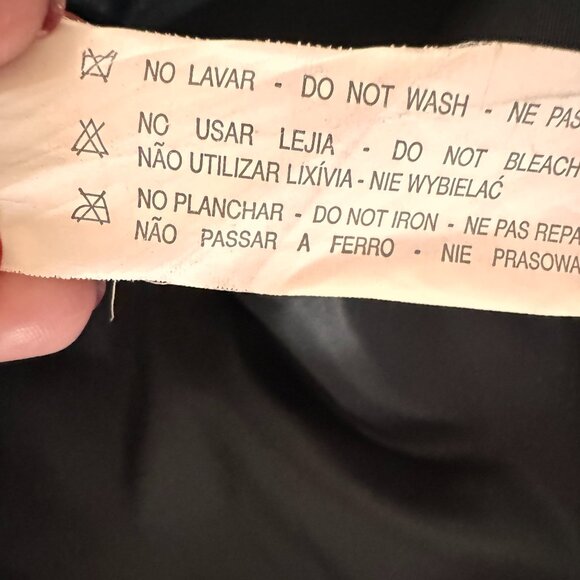 NO LAVAR - DO NOT WASH - NE PAS
NO USAR LEJIA - DO NOT BLEACH
NÃO UTILIZAR LIXÍVIA - NIE WYBIELAĆ
NO PLANCHAR - DO NOT IRON - NE PAS REPA
NÃO PASSAR A FERRO - NIE PRASOWA